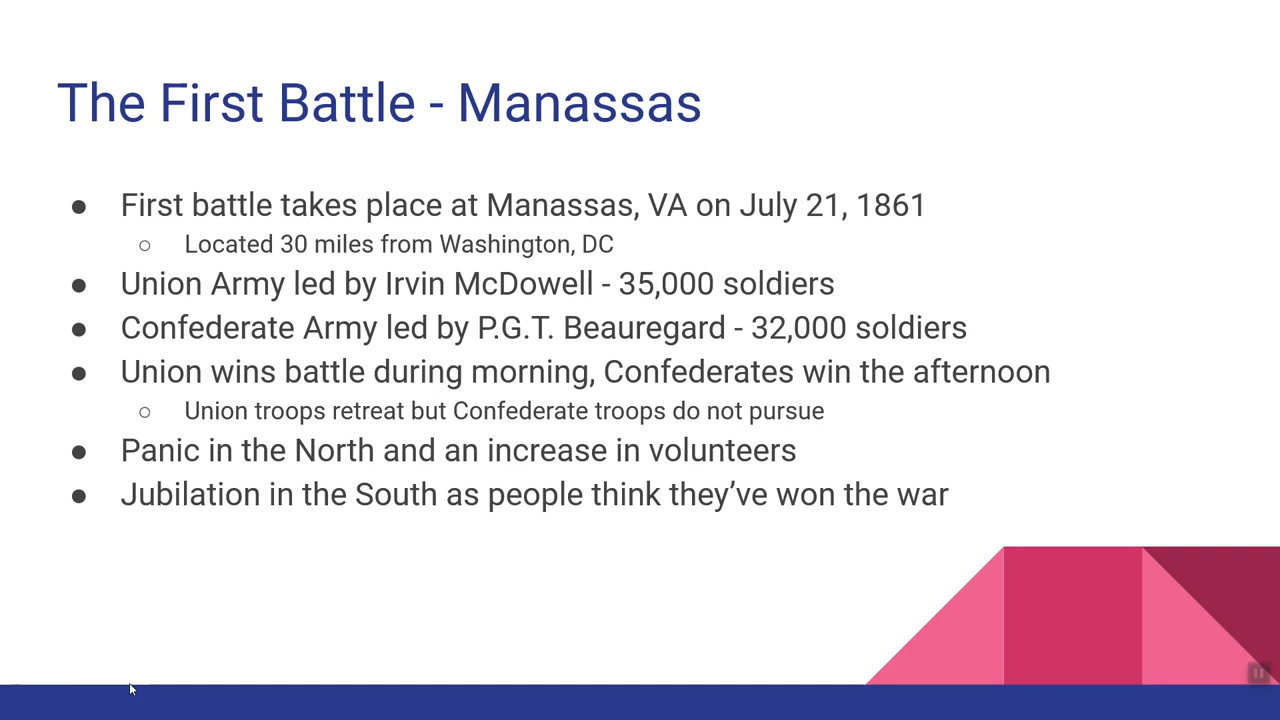 The First Battle - Manassas
● First battle takes place at Manassas, VA on July 21, 1861
○ Located 30 miles from Washington, DC
● Union Army led by Irvin McDowell - 35,000 soldiers
● Confederate Army led by P.G.T. Beauregard - 32,000 soldiers
● Union wins battle during morning, Confederates win the afternoon
○ Union troops retreat but Confederate troops do not pursue
● Panic in the North and an increase in volunteers
● Jubilation in the South as people think they’ve won the war